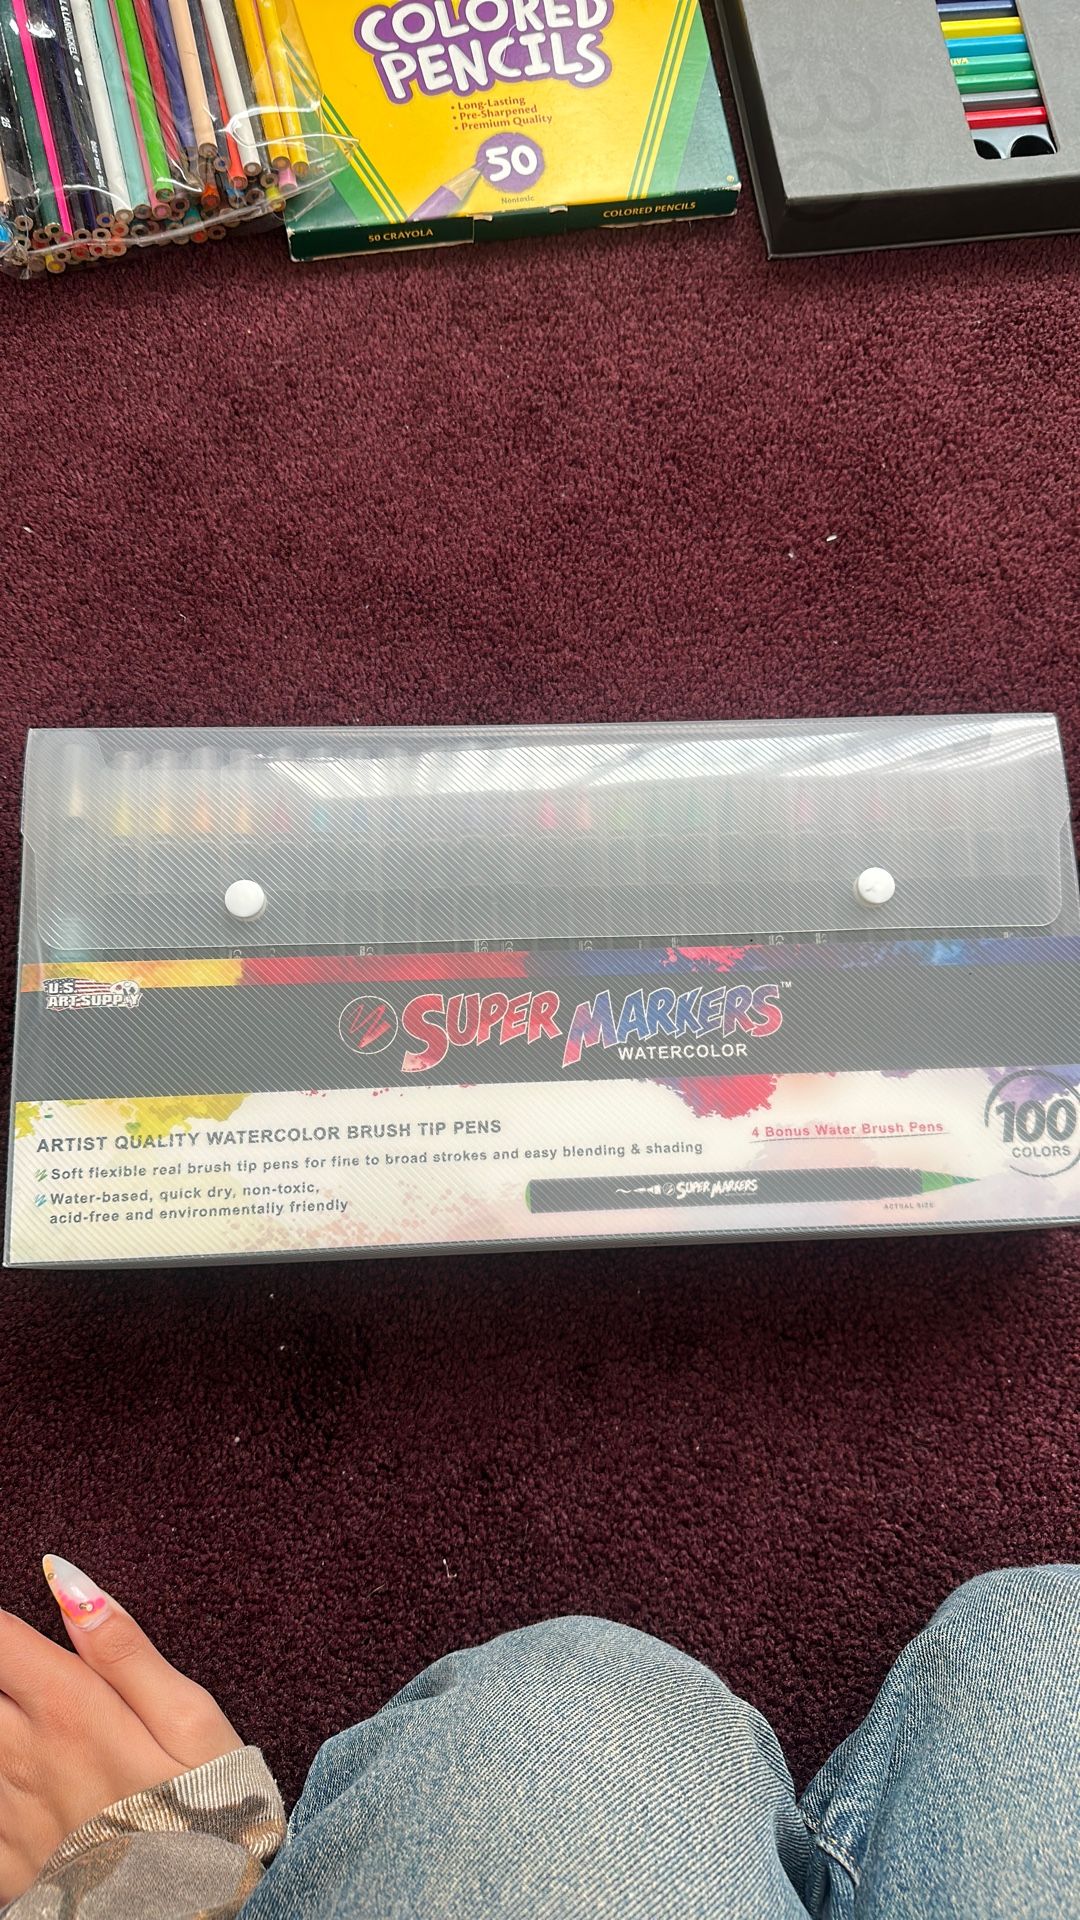 COLORED
PENCILS
• Long-Lasting
• Pre-Sharpened
• Premium Quality
50
Nontoxic
50 CRAYOLA
COLORED PENCILS
U.S.
ART SUPPLY
SUPER MARKERS™
WATERCOLOR
ARTIST QUALITY WATERCOLOR BRUSH TIP PENS
Soft flexible real brush tip pens for fine to broad strokes and easy blending & shading
Water-based, quick dry, non-toxic,
acid-free and environmentally friendly
4 Bonus Water Brush Pens
100
COLORS
SUPER MARKERS
ACTUAL SIZE